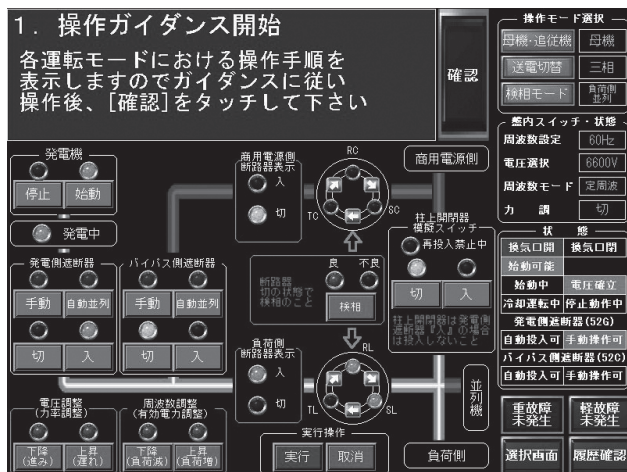 1. 操作ガイダンス開始
各運転モードにおける操作手順を
表示しますのでガイダンスに従い
操作後、[確認]をタッチして下さい
確認
操作モード選択
母機・追従機
母機
送電切替
三相
検相モード
負荷側
並列
盤内スイッチ・状態
周波数設定
60Hz
電圧選択
6600V
周波数モード
定周波
力 調
切
状 態
換気口開
換気口閉
始動可能
始動中
電圧確立
冷却運転中
停止動作中
発電側遮断器(52G)
自動投入可
手動操作可
バイパス側遮断器(52C)
自動投入可
手動操作可
重故障
未発生
軽故障
未発生
選択画面
履歴確認
発電機
停止
始動
発電中
発電側遮断器
手動
自動並列
切
入
バイパス側遮断器
手動
自動並列
切
入
商用電源側
断路器表示
入
切
RC
TC
SC
商用電源側
柱上開閉器
模擬スイッチ
再投入禁止中
切
入
柱上開閉器は発電側
遮断器『入』の場合
は投入しないこと
断路器
切の状態で
検相のこと
良
不良
検相
負荷側
断路器表示
入
切
RL
TL
SL
並列機
負荷側
電圧調整
(力率調整)
下降
(進み)
上昇
(遅れ)
周波数調整
(有効電力調整)
下降
(負荷減)
上昇
(負荷増)
実行操作
実行
取消